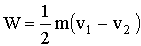 W = 1/2 m(v₁ − v₂)